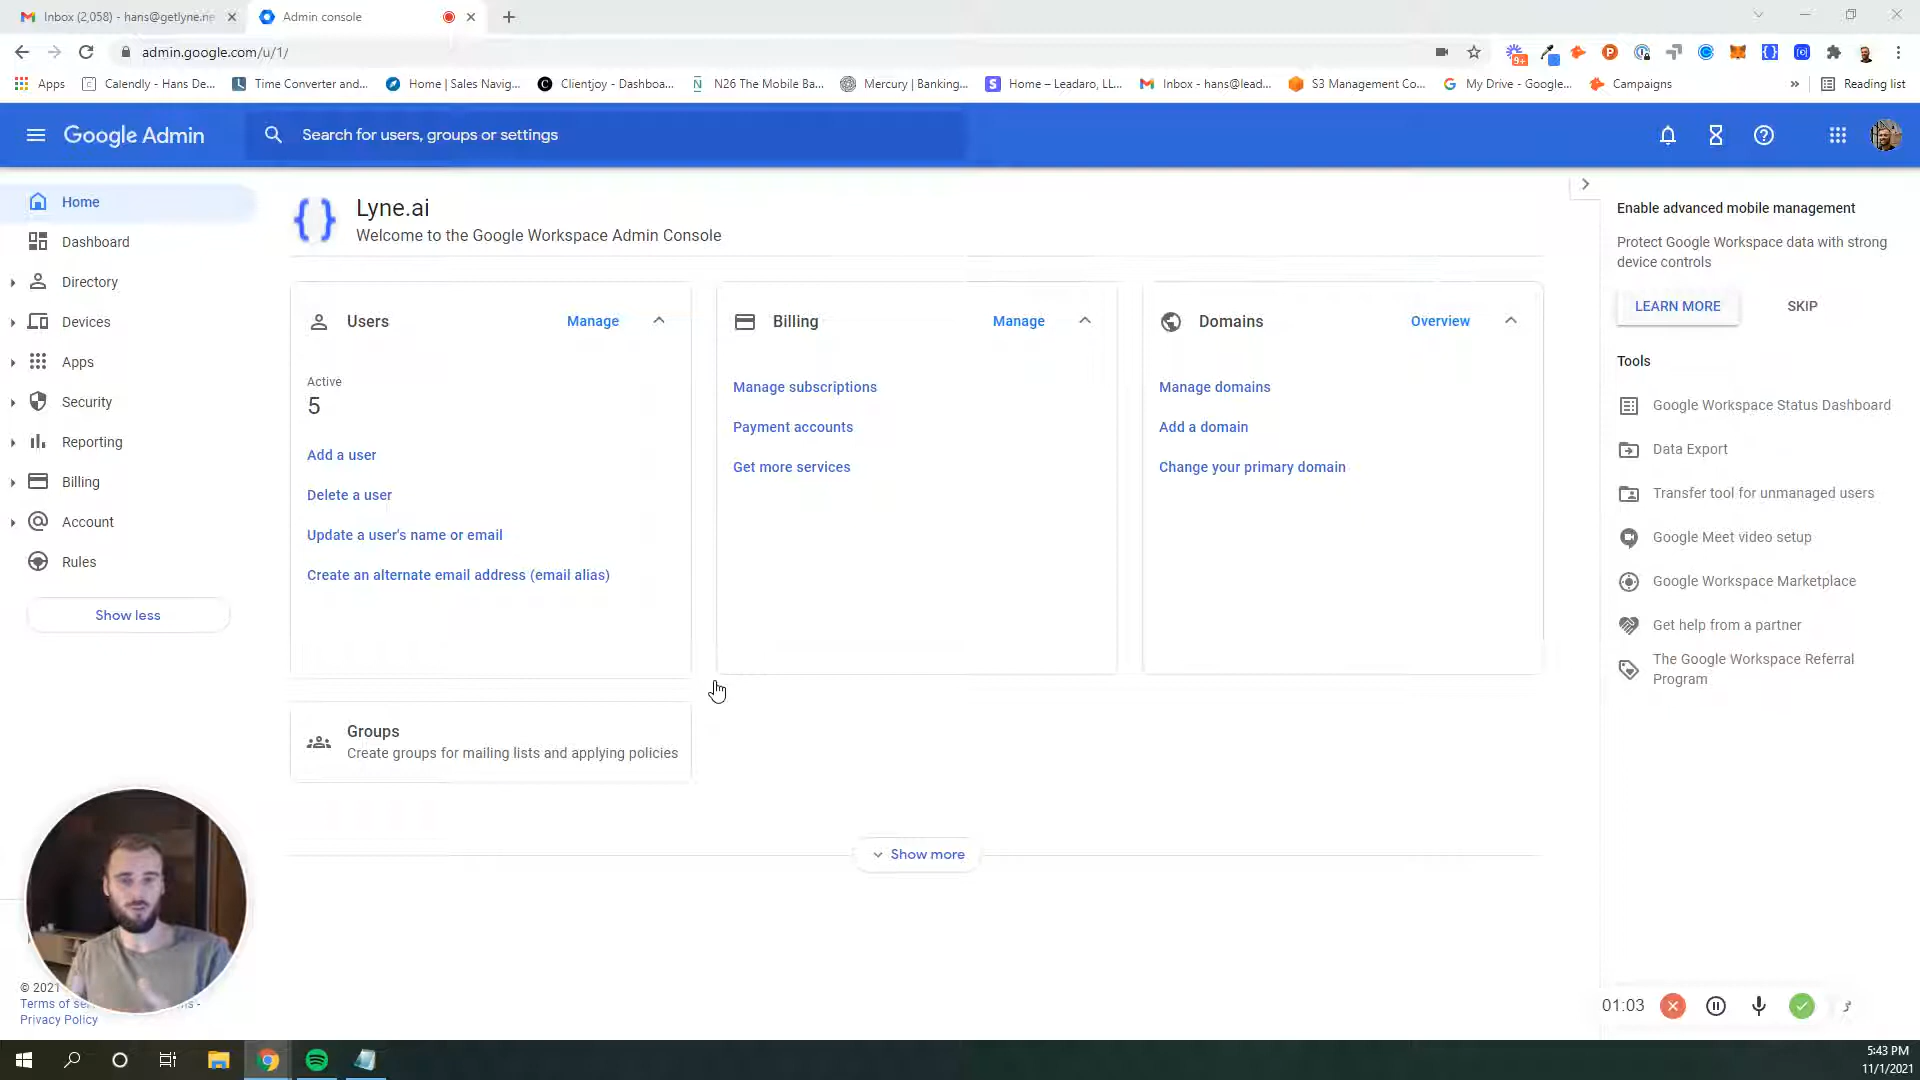 Inbox (2,058) - hans@getlyne.ne
Admin console
admin.google.com/u/1/
9+
Apps
Calendly - Hans De...
Time Converter and...
Home | Sales Navig...
Clientjoy - Dashboa...
N26 The Mobile Ba...
Mercury | Banking...
Home – Leadaro, LL...
Inbox - hans@lead...
S3 Management Co...
My Drive - Google...
Campaigns
Reading list
Google Admin
Search for users, groups or settings
Home
Dashboard
Directory
Devices
Apps
Security
Reporting
Billing
Account
Rules
Show less
Lyne.ai
Welcome to the Google Workspace Admin Console
Users
Manage
Active
5
Add a user
Delete a user
Update a user's name or email
Create an alternate email address (email alias)
Billing
Manage
Manage subscriptions
Payment accounts
Get more services
Domains
Overview
Manage domains
Add a domain
Change your primary domain
Groups
Create groups for mailing lists and applying policies
Show more
Enable advanced mobile management
Protect Google Workspace data with strong
device controls
LEARN MORE
SKIP
Tools
Google Workspace Status Dashboard
Data Export
Transfer tool for unmanaged users
Google Meet video setup
Google Workspace Marketplace
Get help from a partner
The Google Workspace Referral
Program
© 2021
Terms of
Privacy Policy
01:03
5:43 PM
11/1/2021